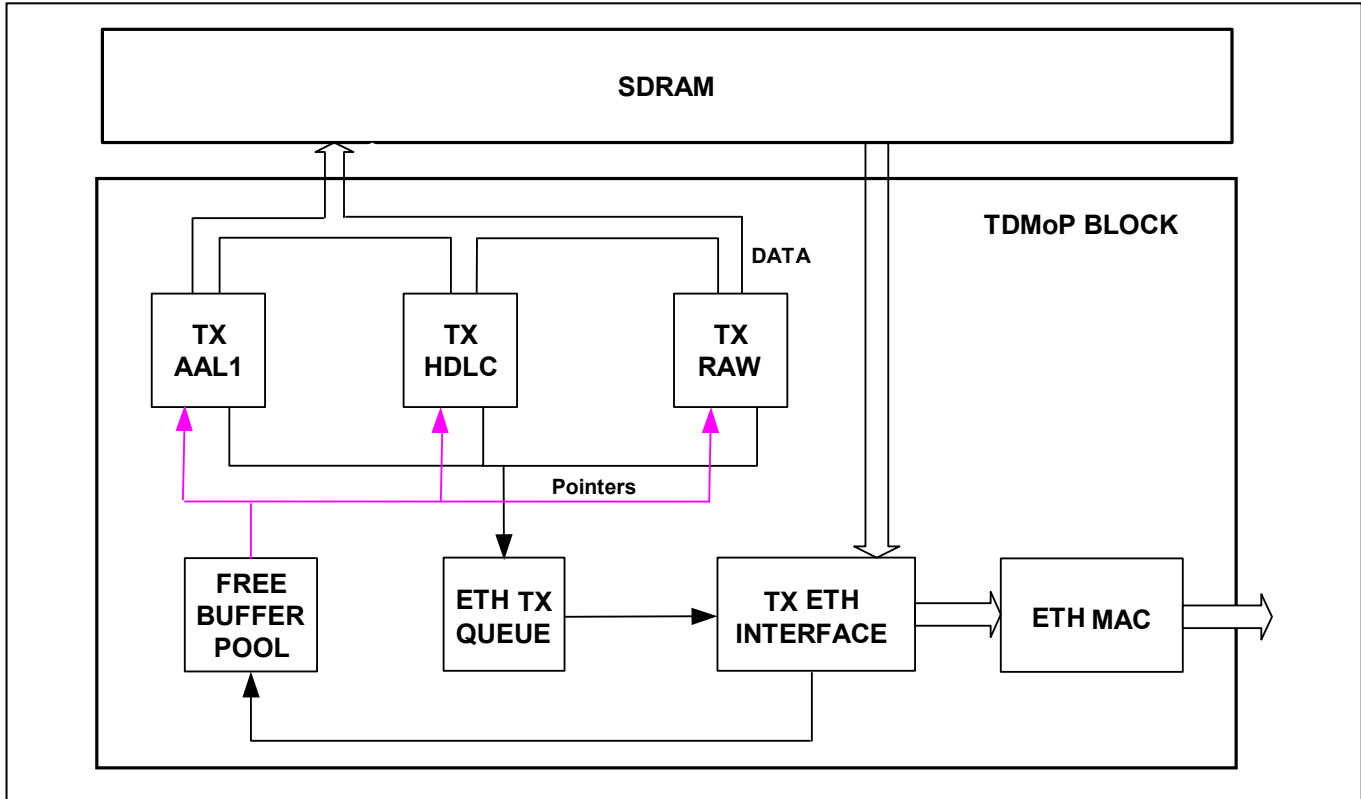 SDRAM
TDMoP BLOCK
DATA
TX
AAL1
TX
HDLC
TX
RAW
Pointers
FREE
BUFFER
POOL
ETH TX
QUEUE
TX ETH
INTERFACE
ETH MAC